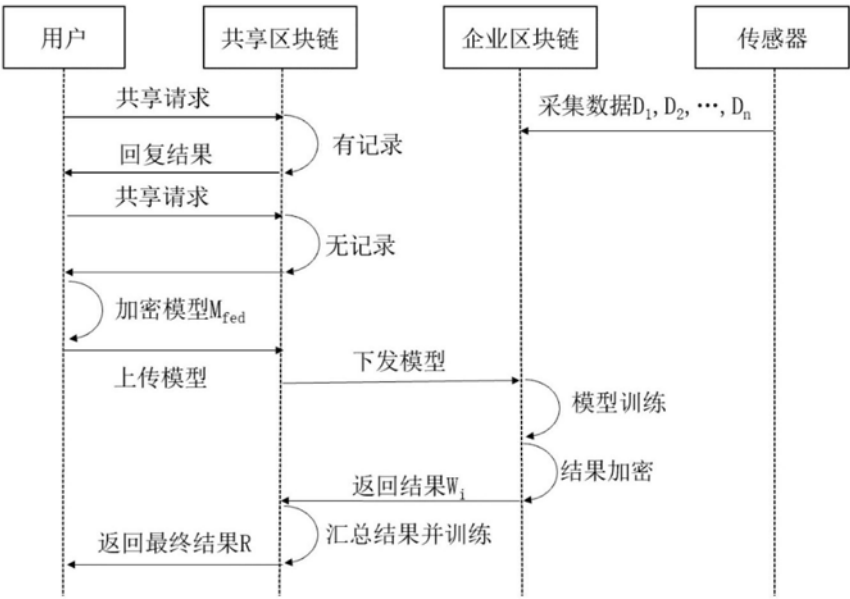 用户
共享区块链
企业区块链
传感器
共享请求
采集数据D₁,D₂,…,Dₙ
有记录
回复结果
共享请求
无记录
加密模型M_fed
下发模型
上传模型
模型训练
结果加密
返回结果Wᵢ
汇总结果并训练
返回最终结果R